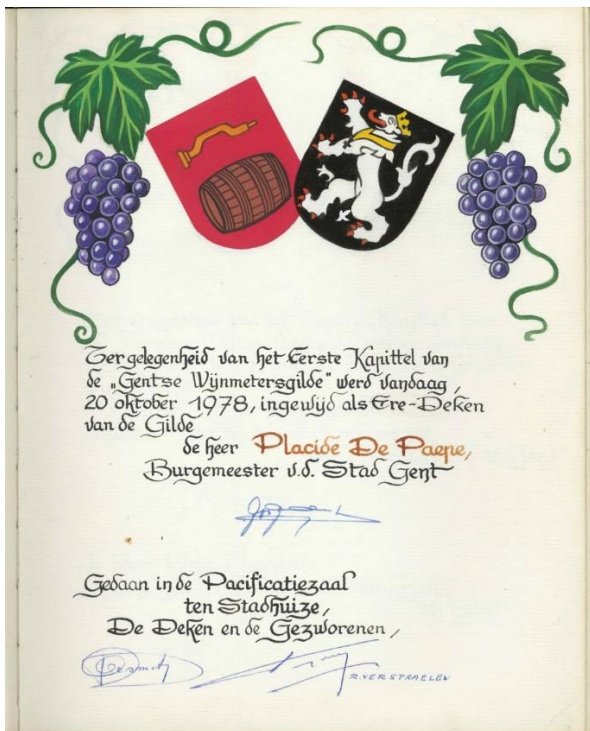 Ter gelegenheid van het Eerste Kapittel van
de „Gentse Wijnmetersgilde" werd vandaag,
20 oktober 1978, ingewijd als Ere-Deken
van de Gilde
de heer Placide De Paepe,
Burgemeester v.d. Stad Gent
Gedaan in de Pacificatiezaal
ten Stadhuize,
De Deken en de Gezworenen,
R. VERSTRAELEN